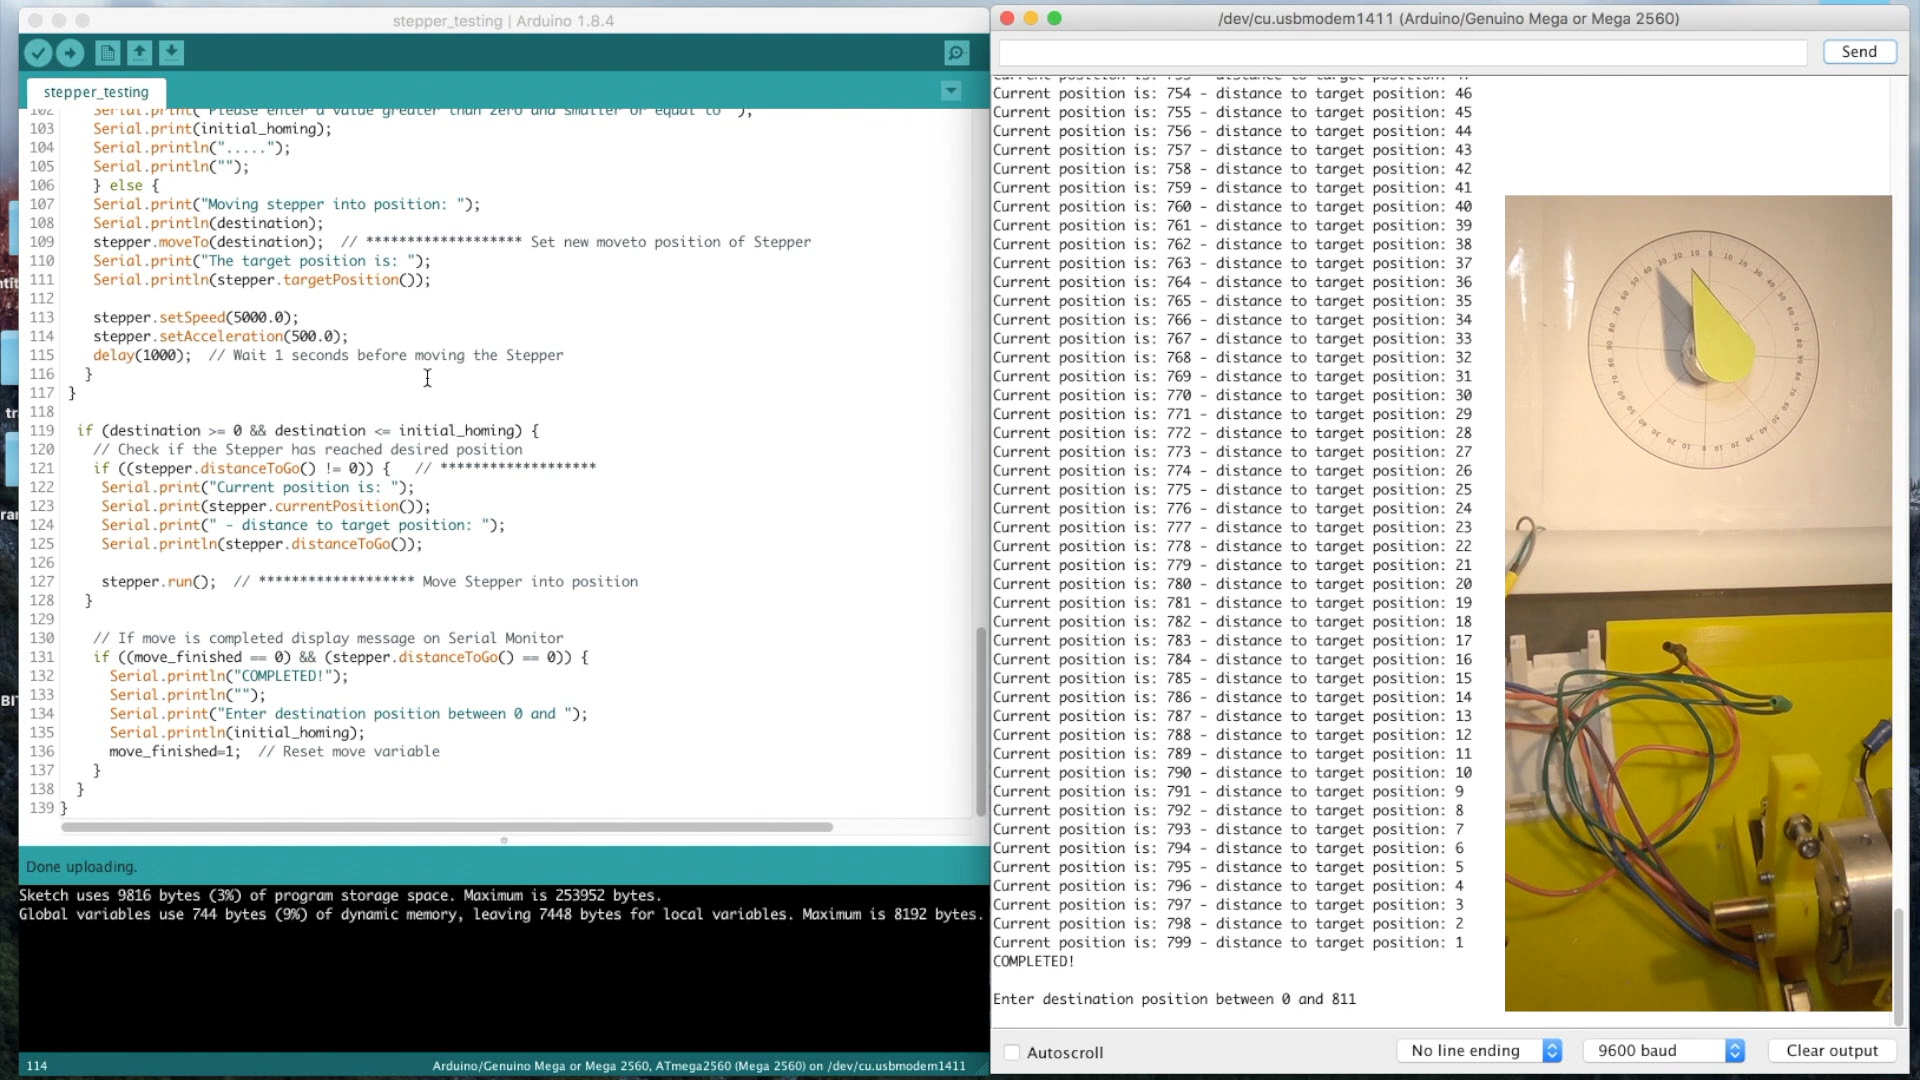 stepper_testing | Arduino 1.8.4
stepper_testing
102 Serial.print("Please enter a value greater than zero and smaller or equal to ");
103 Serial.print(initial_homing);
104 Serial.println(".....");
105 Serial.println("");
106 } else {
107 Serial.print("Moving stepper into position: ");
108 Serial.println(destination);
109 stepper.moveTo(destination); // ******************* Set new moveto position of Stepper
110 Serial.print("The target position is: ");
111 Serial.println(stepper.targetPosition());
112
113 stepper.setSpeed(5000.0);
114 stepper.setAcceleration(500.0);
115 delay(1000); // Wait 1 seconds before moving the Stepper
116 }
117 }
118
119 if (destination >= 0 && destination <= initial_homing) {
120 // Check if the Stepper has reached desired position
121 if ((stepper.distanceToGo() != 0)) { // *******************
122 Serial.print("Current position is: ");
123 Serial.print(stepper.currentPosition());
124 Serial.print(" - distance to target position: ");
125 Serial.println(stepper.distanceToGo());
126
127 stepper.run(); // ******************* Move Stepper into position
128 }
129
130 // If move is completed display message on Serial Monitor
131 if ((move_finished == 0) && (stepper.distanceToGo() == 0)) {
132 Serial.println("COMPLETED!");
133 Serial.println("");
134 Serial.print("Enter destination position between 0 and ");
135 Serial.println(initial_homing);
136 move_finished=1; // Reset move variable
137 }
138 }
139 }
Done uploading.
Sketch uses 9816 bytes (3%) of program storage space. Maximum is 253952 bytes.
Global variables use 744 bytes (9%) of dynamic memory, leaving 7448 bytes for local variables. Maximum is 8192 bytes.
114 Arduino/Genuino Mega or Mega 2560, ATmega2560 (Mega 2560) on /dev/cu.usbmodem1411
/dev/cu.usbmodem1411 (Arduino/Genuino Mega or Mega 2560)
Send
Current position is: 753 - distance to target position: 47
Current position is: 754 - distance to target position: 46
Current position is: 755 - distance to target position: 45
Current position is: 756 - distance to target position: 44
Current position is: 757 - distance to target position: 43
Current position is: 758 - distance to target position: 42
Current position is: 759 - distance to target position: 41
Current position is: 760 - distance to target position: 40
Current position is: 761 - distance to target position: 39
Current position is: 762 - distance to target position: 38
Current position is: 763 - distance to target position: 37
Current position is: 764 - distance to target position: 36
Current position is: 765 - distance to target position: 35
Current position is: 766 - distance to target position: 34
Current position is: 767 - distance to target position: 33
Current position is: 768 - distance to target position: 32
Current position is: 769 - distance to target position: 31
Current position is: 770 - distance to target position: 30
Current position is: 771 - distance to target position: 29
Current position is: 772 - distance to target position: 28
Current position is: 773 - distance to target position: 27
Current position is: 774 - distance to target position: 26
Current position is: 775 - distance to target position: 25
Current position is: 776 - distance to target position: 24
Current position is: 777 - distance to target position: 23
Current position is: 778 - distance to target position: 22
Current position is: 779 - distance to target position: 21
Current position is: 780 - distance to target position: 20
Current position is: 781 - distance to target position: 19
Current position is: 782 - distance to target position: 18
Current position is: 783 - distance to target position: 17
Current position is: 784 - distance to target position: 16
Current position is: 785 - distance to target position: 15
Current position is: 786 - distance to target position: 14
Current position is: 787 - distance to target position: 13
Current position is: 788 - distance to target position: 12
Current position is: 789 - distance to target position: 11
Current position is: 790 - distance to target position: 10
Current position is: 791 - distance to target position: 9
Current position is: 792 - distance to target position: 8
Current position is: 793 - distance to target position: 7
Current position is: 794 - distance to target position: 6
Current position is: 795 - distance to target position: 5
Current position is: 796 - distance to target position: 4
Current position is: 797 - distance to target position: 3
Current position is: 798 - distance to target position: 2
Current position is: 799 - distance to target position: 1
COMPLETED!
Enter destination position between 0 and 811
Autoscroll
No line ending
9600 baud
Clear output